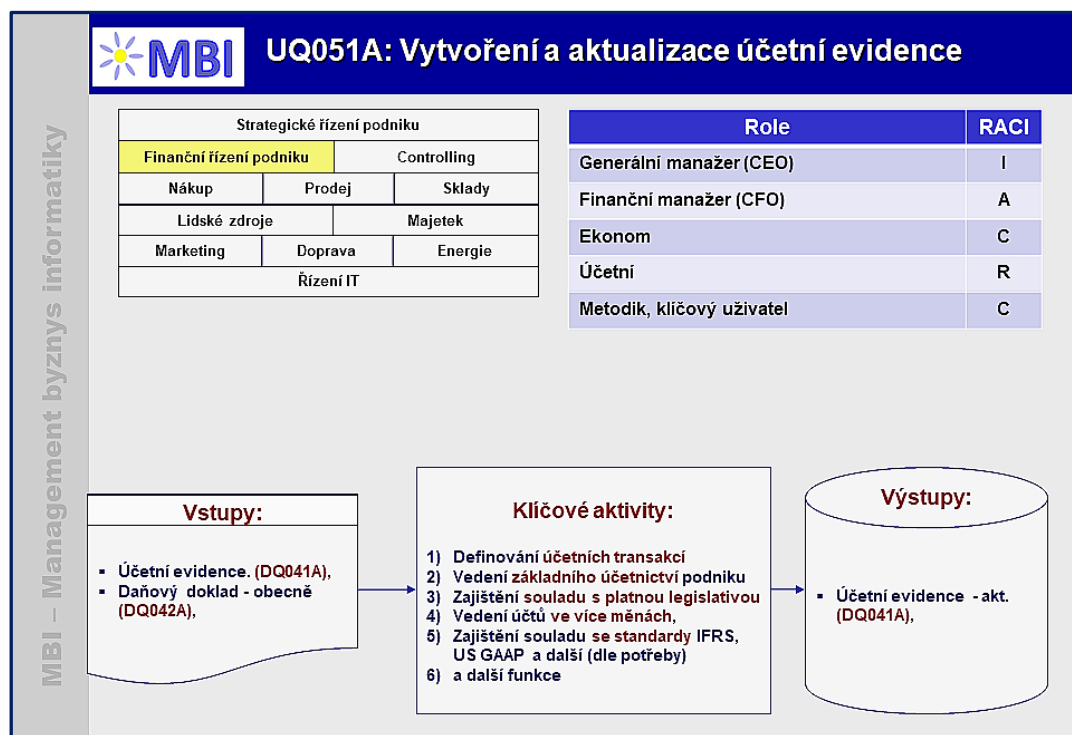 MBI
UQ051A: Vytvoření a aktualizace účetní evidence
MBI – Management byznys informatiky
Strategické řízení podniku
Finanční řízení podniku
Controlling
Nákup
Prodej
Sklady
Lidské zdroje
Majetek
Marketing
Doprava
Energie
Řízení IT
Role RACI
Generální manažer (CEO) I
Finanční manažer (CFO) A
Ekonom C
Účetní R
Metodik, klíčový uživatel C
Vstupy:
▪ Účetní evidence. (DQ041A),
▪ Daňový doklad - obecně
(DQ042A),
Klíčové aktivity:
1) Definování účetních transakcí
2) Vedení základního účetnictví podniku
3) Zajištění souladu s platnou legislativou
4) Vedení účtů ve více měnách,
5) Zajištění souladu se standardy IFRS,
US GAAP a další (dle potřeby)
6) a další funkce
Výstupy:
▪ Účetní evidence - akt.
(DQ041A),